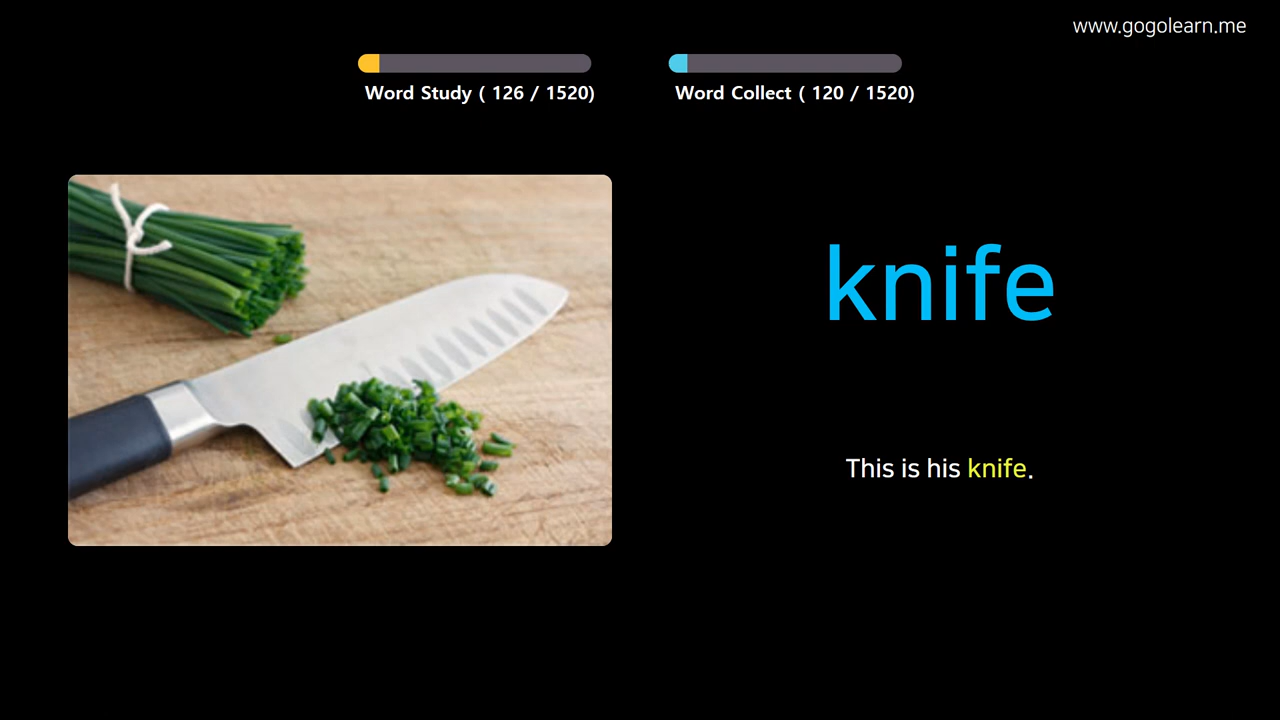 www.gogolearn.me
Word Study ( 126 / 1520)
Word Collect ( 120 / 1520)
knife
This is his knife.